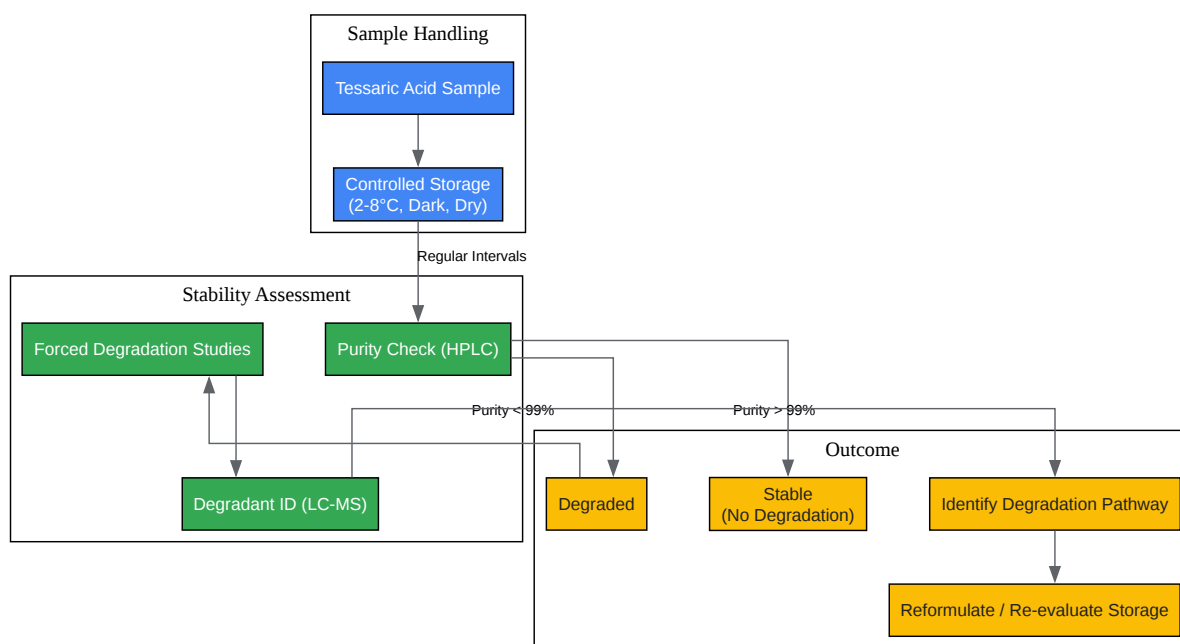 Sample Handling
Tessaric Acid Sample
Controlled Storage
(2-8°C, Dark, Dry)
Regular Intervals
Stability Assessment
Forced Degradation Studies
Purity Check (HPLC)
Purity < 99%
Purity > 99%
Outcome
Degradant ID (LC-MS)
Degraded
Stable
(No Degradation)
Identify Degradation Pathway
Reformulate / Re-evaluate Storage